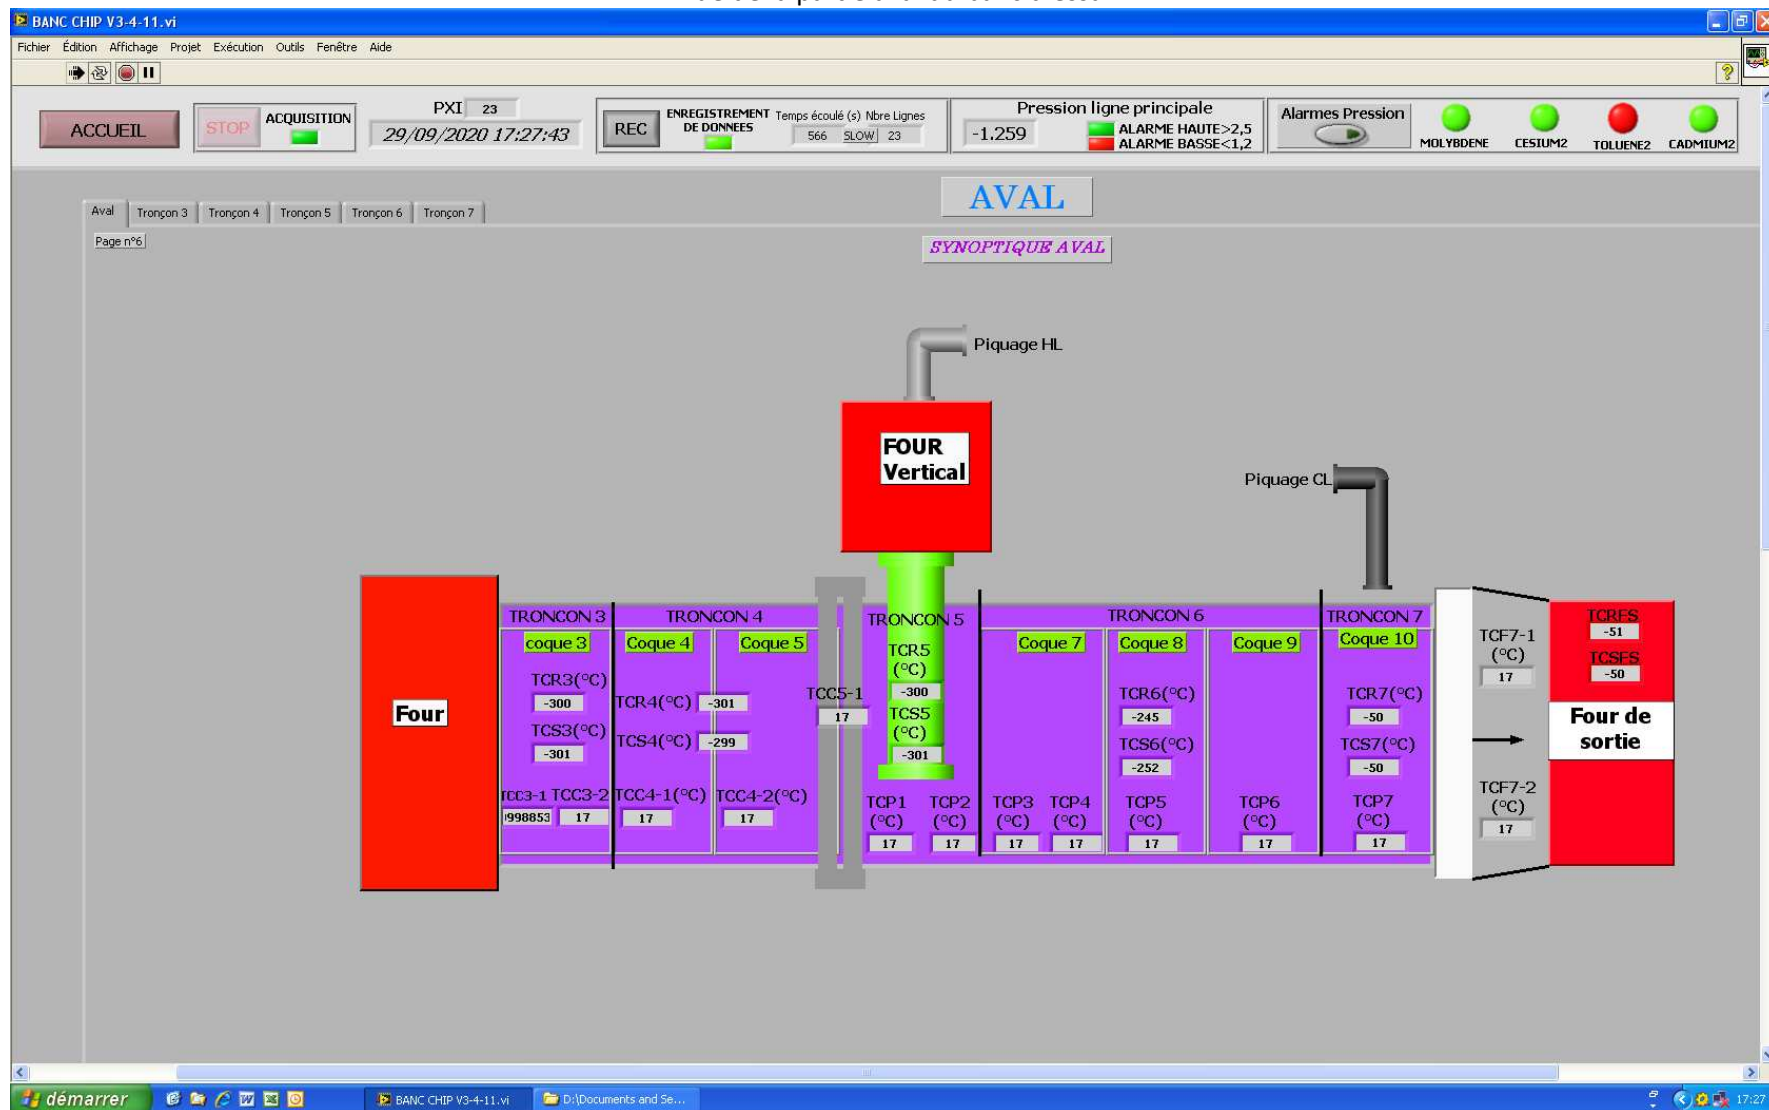 BANC CHIP V3-4-11.vi
Fichier Édition Affichage Projet Exécution Outils Fenêtre Aide
ACCUEIL
STOP
ACQUISITION
PXI 23
29/09/2020 17:27:43
REC
ENREGISTREMENT
DE DONNEES
Temps écoulé (s) Nbre Lignes
566 SLOW 23
Pression ligne principale
-1.259
ALARME HAUTE>2,5
ALARME BASSE<1,2
Alarmes Pression
MOLYBDENE CESIUM2 TOLUENE2 CADMIUM2
AVAL
Aval Tronçon 3 Tronçon 4 Tronçon 5 Tronçon 6 Tronçon 7
Page n°6
SYNOPTIQUE AVAL
Piquage HL
FOUR
Vertical
Piquage CL
Four
TRONCON 3
coque 3
TCR3(°C)
-300
TCS3(°C)
-301
TCC3-1 TCC3-2
998853 17
TRONCON 4
Coque 4 Coque 5
TCR4(°C) -301
TCS4(°C) -299
TCC4-1(°C) TCC4-2(°C)
17 17
TCC5-1
17
TRONCON 5
TCR5
(°C)
-300
TCS5
(°C)
-301
TCP1 TCP2
(°C) (°C)
17 17
TRONCON 6
Coque 7 Coque 8 Coque 9
TCR6(°C)
-245
TCS6(°C)
-252
TCP3 TCP4 TCP5 TCP6
(°C) (°C) (°C) (°C)
17 17 17 17
TRONCON 7
Coque 10
TCR7(°C)
-50
TCS7(°C)
-50
TCP7
(°C)
17
TCF7-1
(°C)
17
TCF7-2
(°C)
17
TCRFS
-51
TCSFS
-50
Four de
sortie
démarrer
BANC CHIP V3-4-11.vi
D:\Documents and Se...
17:27